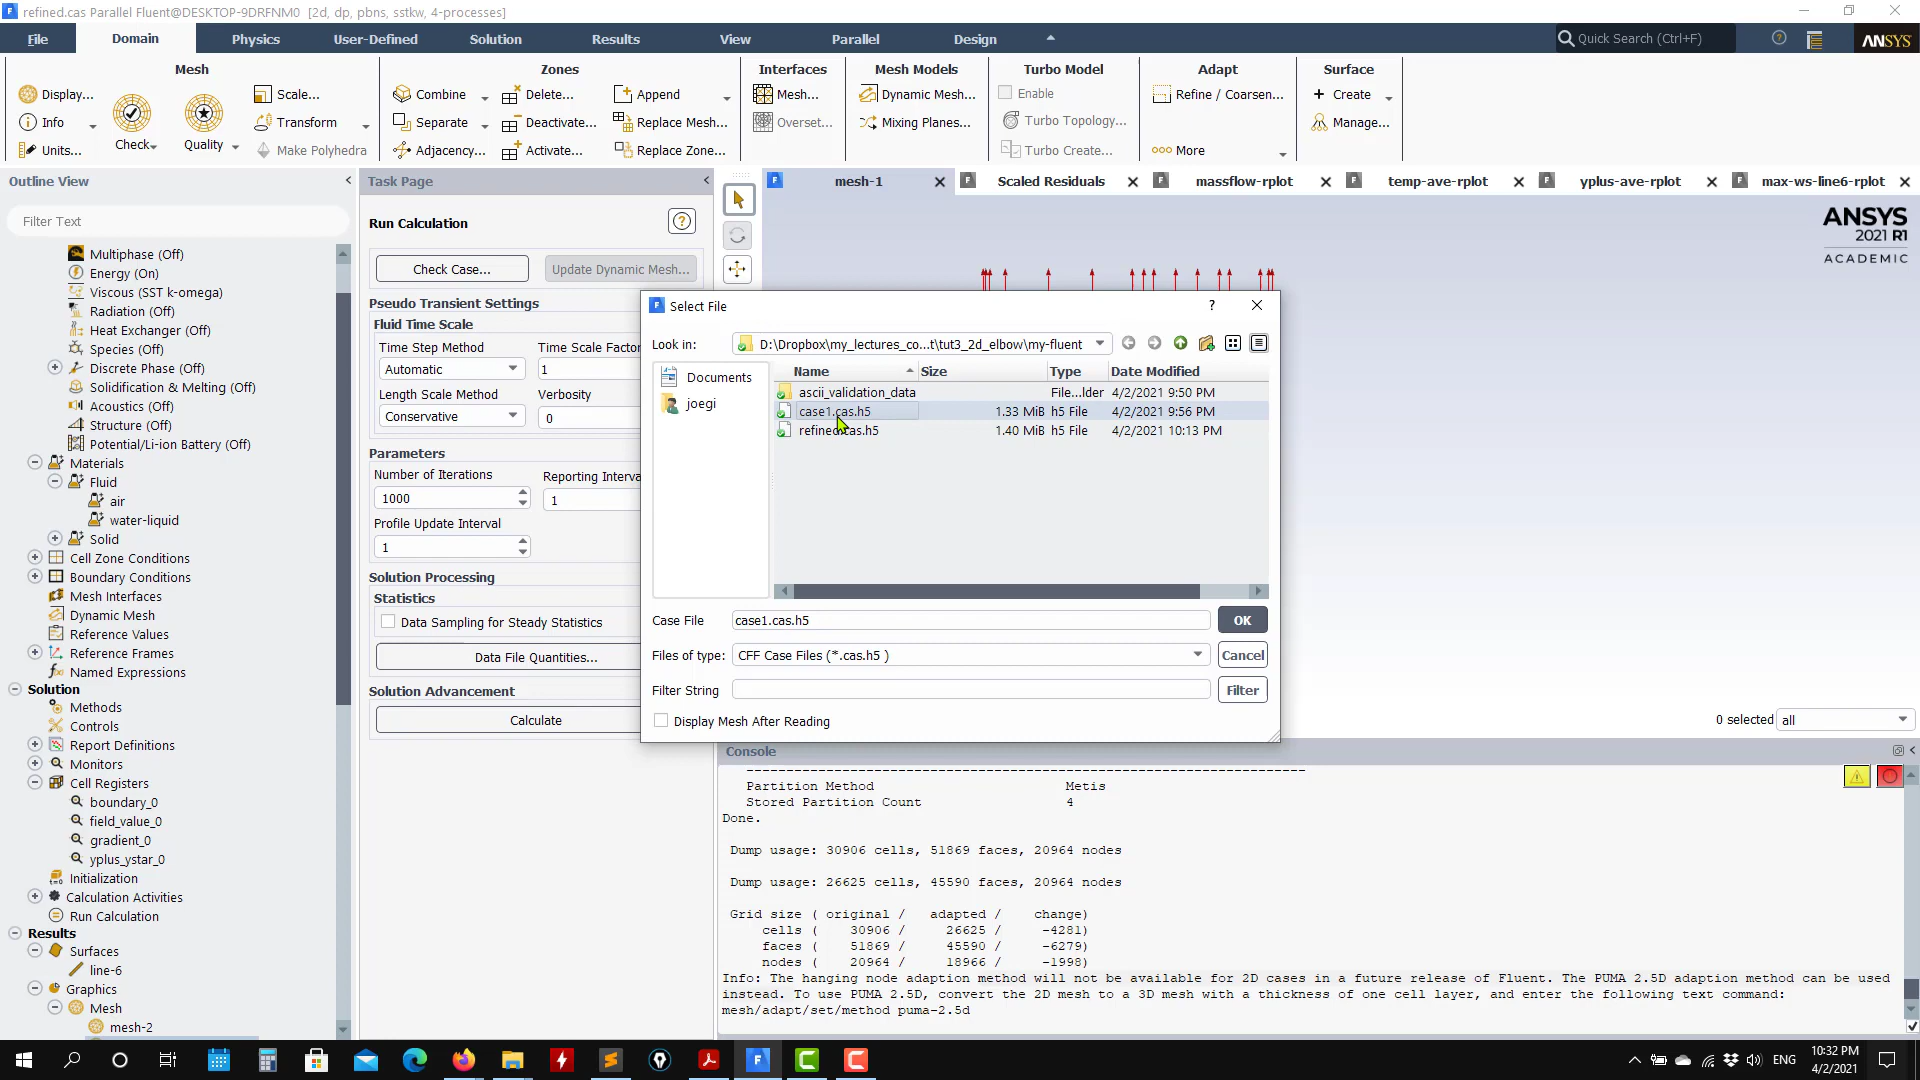 refined.cas Parallel Fluent@DESKTOP-9DRFNM0 [2d, dp, pbns, sstkw, 4-processes]
File Domain Physics User-Defined Solution Results View Parallel Design Quick Search (Ctrl+F) ANSYS
Mesh Zones Interfaces Mesh Models Turbo Model Adapt Surface
Display... Scale... Combine Delete... Append Mesh... Dynamic Mesh... Enable Refine / Coarsen... Create
Info Transform Separate Deactivate... Replace Mesh... Overset... Mixing Planes... Turbo Topology... Manage...
Units... Check Quality Make Polyhedra Adjacency... Activate... Replace Zone... Turbo Create... More
Outline View
Filter Text
Multiphase (Off)
Energy (On)
Viscous (SST k-omega)
Radiation (Off)
Heat Exchanger (Off)
Species (Off)
Discrete Phase (Off)
Solidification & Melting (Off)
Acoustics (Off)
Structure (Off)
Potential/Li-ion Battery (Off)
Materials
Fluid
air
water-liquid
Solid
Cell Zone Conditions
Boundary Conditions
Mesh Interfaces
Dynamic Mesh
Reference Values
Reference Frames
Named Expressions
Solution
Methods
Controls
Report Definitions
Monitors
Cell Registers
boundary_0
field_value_0
gradient_0
yplus_ystar_0
Initialization
Calculation Activities
Run Calculation
Results
Surfaces
line-6
Graphics
Mesh
mesh-2
Task Page
Run Calculation
Check Case... Update Dynamic Mesh...
Pseudo Transient Settings
Fluid Time Scale
Time Step Method Time Scale Factor
Automatic 1
Length Scale Method Verbosity
Conservative 0
Parameters
Number of Iterations Reporting Interva
1000 1
Profile Update Interval
1
Solution Processing
Statistics
Data Sampling for Steady Statistics
Data File Quantities...
Solution Advancement
Calculate
mesh-1 Scaled Residuals massflow-rplot temp-ave-rplot yplus-ave-rplot max-ws-line6-rplot
ANSYS
2021 R1
ACADEMIC
Select File
Look in: D:\Dropbox\my_lectures_co...t\tut3_2d_elbow\my-fluent
Documents
joegi
Name Size Type Date Modified
ascii_validation_data File...lder 4/2/2021 9:50 PM
case1.cas.h5 1.33 MiB h5 File 4/2/2021 9:56 PM
refined.cas.h5 1.40 MiB h5 File 4/2/2021 10:13 PM
Case File case1.cas.h5 OK
Files of type: CFF Case Files (*.cas.h5 ) Cancel
Filter String Filter
Display Mesh After Reading
0 selected all
Console
Partition Method Metis
Stored Partition Count 4
Done.
Dump usage: 30906 cells, 51869 faces, 20964 nodes
Dump usage: 26625 cells, 45590 faces, 20964 nodes
Grid size ( original / adapted / change)
cells ( 30906 / 26625 / -4281)
faces ( 51869 / 45590 / -6279)
nodes ( 20964 / 18966 / -1998)
Info: The hanging node adaption method will not be available for 2D cases in a future release of Fluent. The PUMA 2.5D adaption method can be used
instead. To use PUMA 2.5D, convert the 2D mesh to a 3D mesh with a thickness of one cell layer, and enter the following text command:
mesh/adapt/set/method puma-2.5d
ENG
10:32 PM
4/2/2021